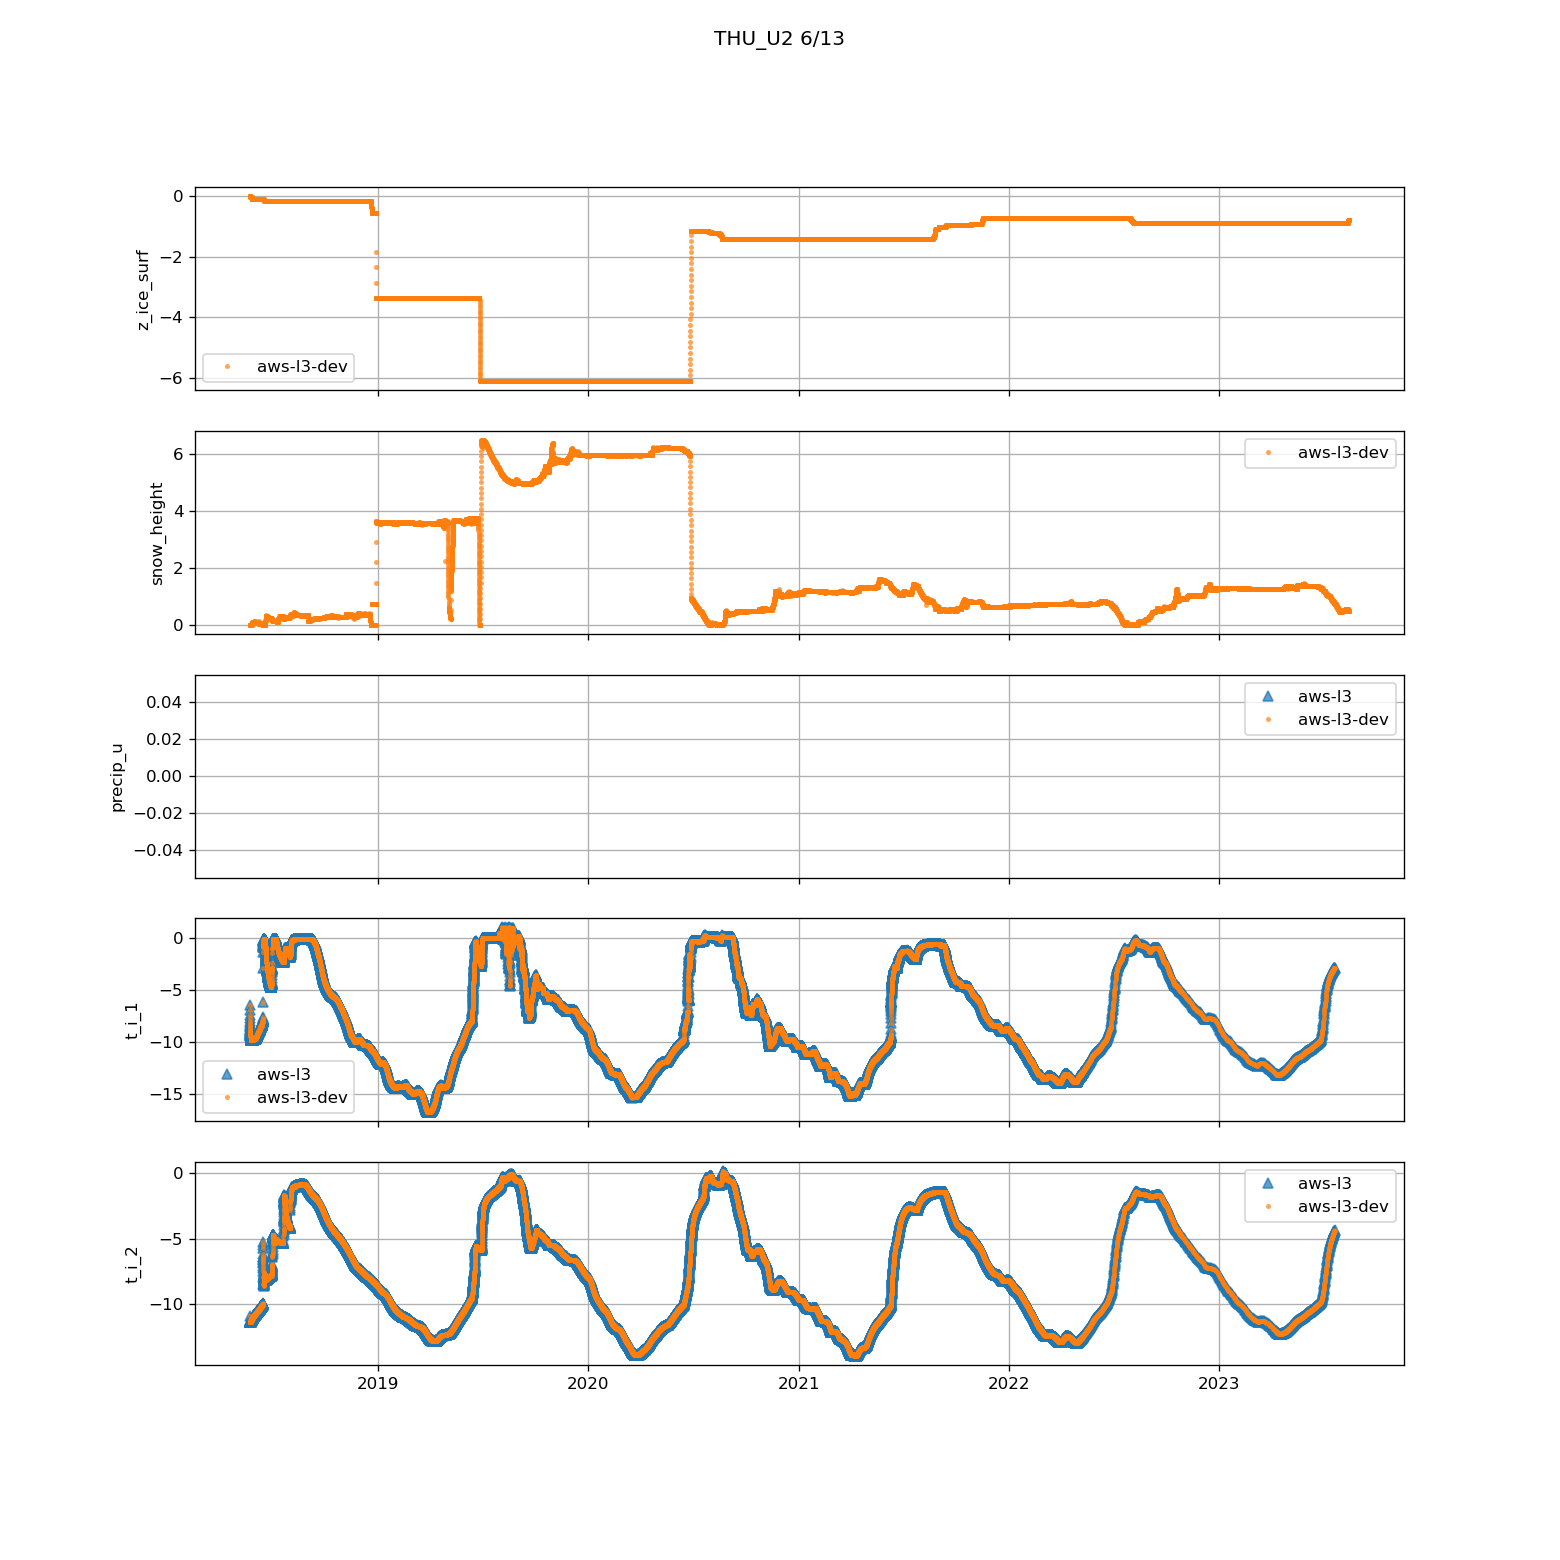 THU_U2 6/13
z_ice_surf
0
−2
−4
−6
aws-l3-dev
snow_height
6
4
2
0
aws-l3-dev
precip_u
0.04
0.02
0.00
−0.02
−0.04
aws-l3
aws-l3-dev
t_i_1
0
−5
−10
−15
aws-l3
aws-l3-dev
t_i_2
0
−5
−10
aws-l3
aws-l3-dev
2019
2020
2021
2022
2023